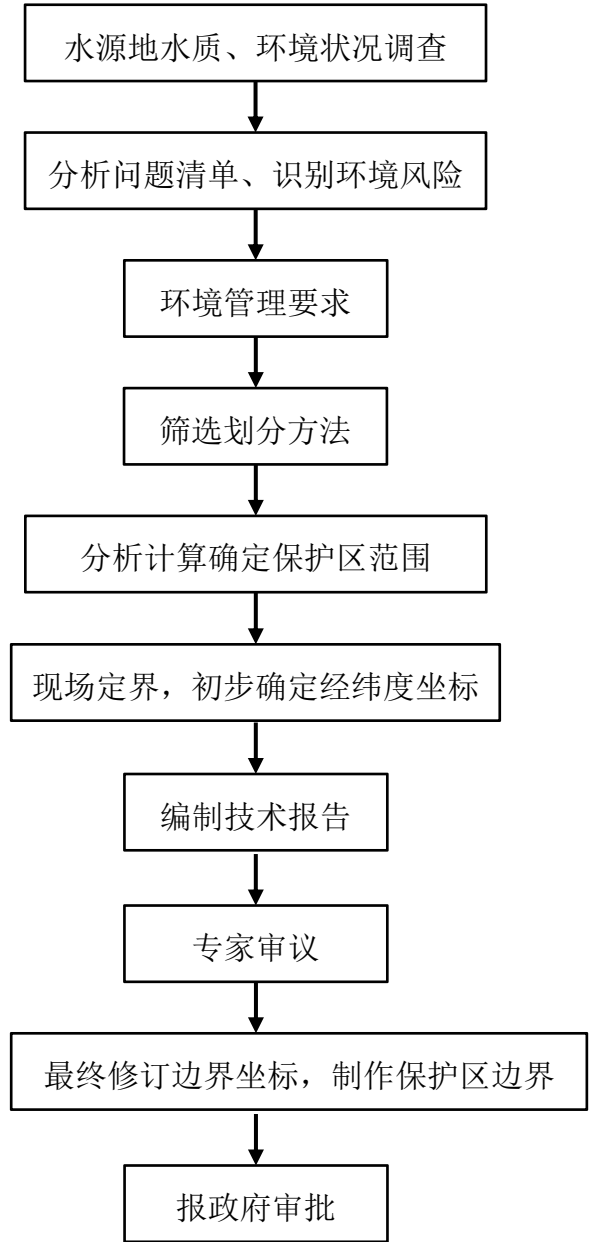 水源地水质、环境状况调查
分析问题清单、识别环境风险
环境管理要求
筛选划分方法
分析计算确定保护区范围
现场定界，初步确定经纬度坐标
编制技术报告
专家审议
最终修订边界坐标，制作保护区边界
报政府审批